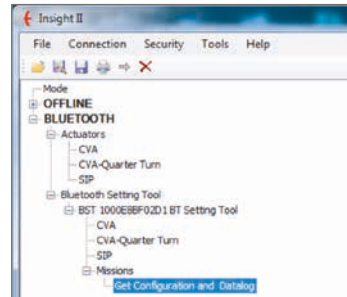 Insight II
File Connection Security Tools Help
Mode
OFFLINE
BLUETOOTH
Actuators
CVA
CVA-Quarter Turn
SIP
Bluetooth Setting Tool
BST 1000E8BF02D1 BT Setting Tool
CVA
CVA-Quarter Turn
SIP
Missions
Get Configuration and Datalog